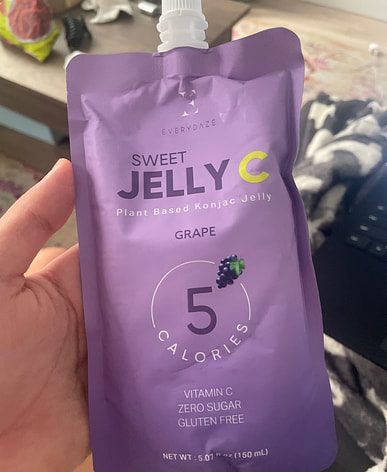 E
EVERYDAZE
SWEET
JELLY C
Plant Based Konjac Jelly
GRAPE
5
CALORIES
VITAMIN C
ZERO SUGAR
GLUTEN FREE
NET WT : 5.07 fl oz (150 mL)